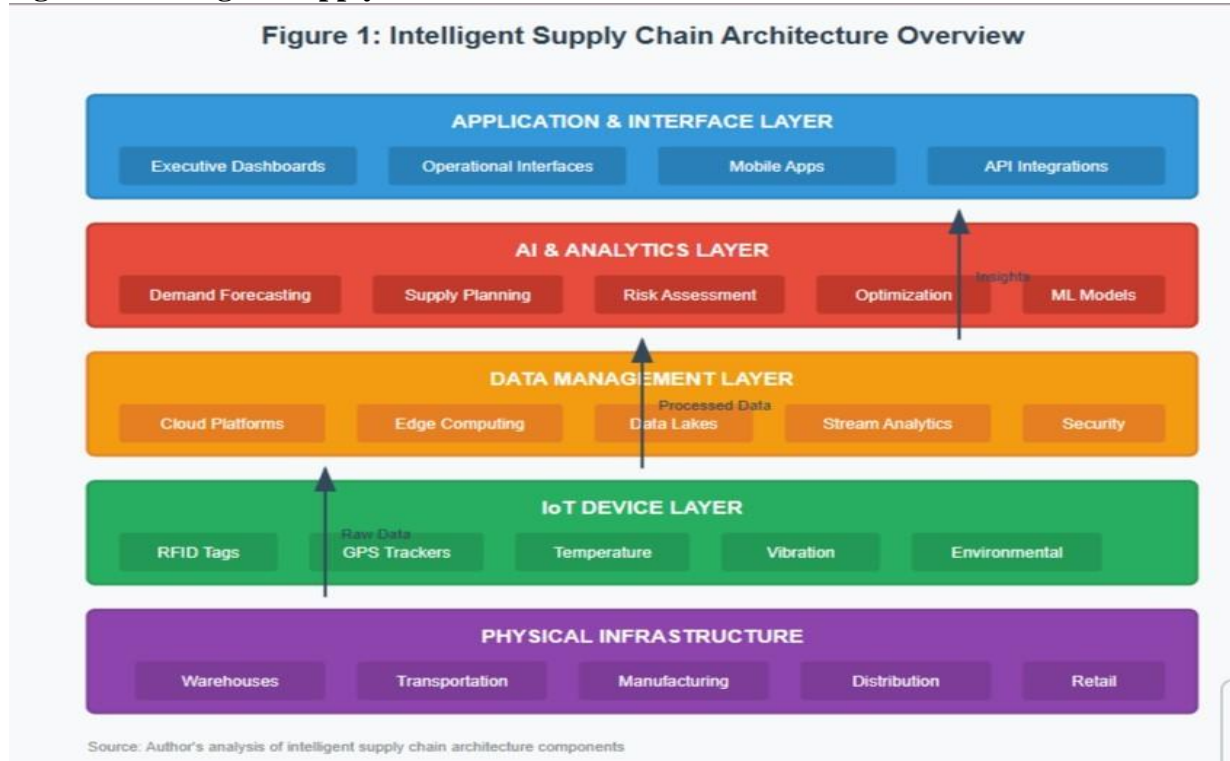 Figure 1: Intelligent Supply Chain Architecture Overview
APPLICATION & INTERFACE LAYER
Executive Dashboards Operational Interfaces Mobile Apps API Integrations
AI & ANALYTICS LAYER
Insights
Demand Forecasting Supply Planning Risk Assessment Optimization ML Models
DATA MANAGEMENT LAYER
Processed Data
Cloud Platforms Edge Computing Data Lakes Stream Analytics Security
IoT DEVICE LAYER
Raw Data
RFID Tags GPS Trackers Temperature Vibration Environmental
PHYSICAL INFRASTRUCTURE
Warehouses Transportation Manufacturing Distribution Retail
Source: Author's analysis of intelligent supply chain architecture components